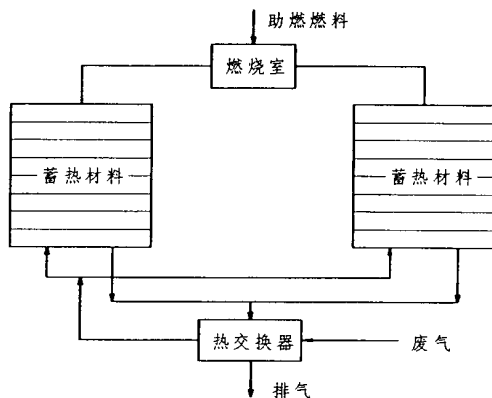 助燃燃料
燃烧室
蓄热材料
蓄热材料
热交换器
废气
排气